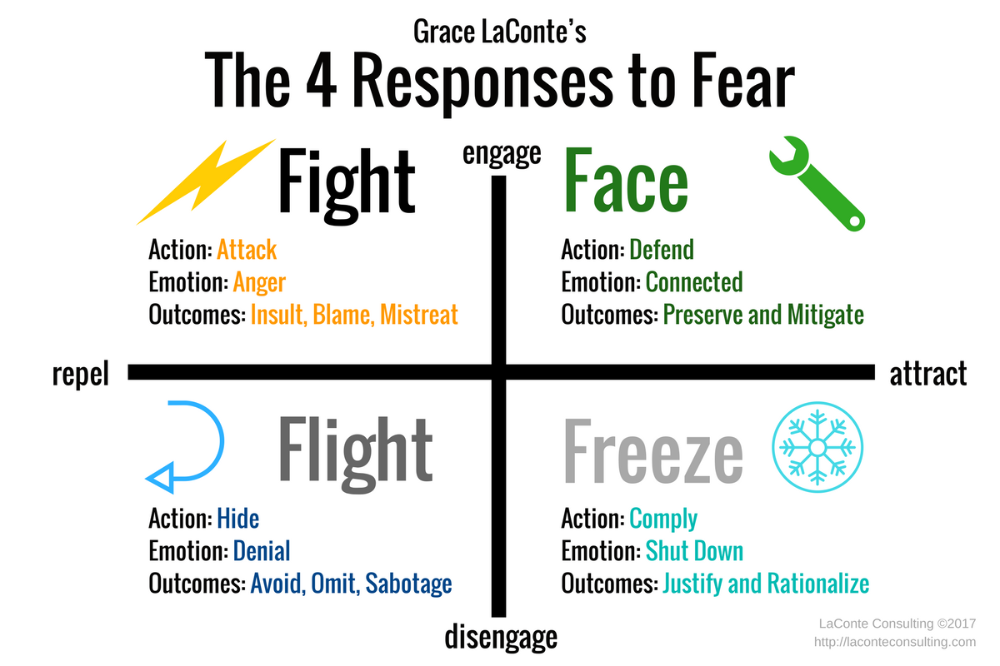 Grace LaConte’s
The 4 Responses to Fear
engage
Fight
Action: Attack
Emotion: Anger
Outcomes: Insult, Blame, Mistreat
Face
Action: Defend
Emotion: Connected
Outcomes: Preserve and Mitigate
repel
attract
Flight
Action: Hide
Emotion: Denial
Outcomes: Avoid, Omit, Sabotage
Freeze
Action: Comply
Emotion: Shut Down
Outcomes: Justify and Rationalize
disengage
LaConte Consulting ©2017
http://laconteconsulting.com